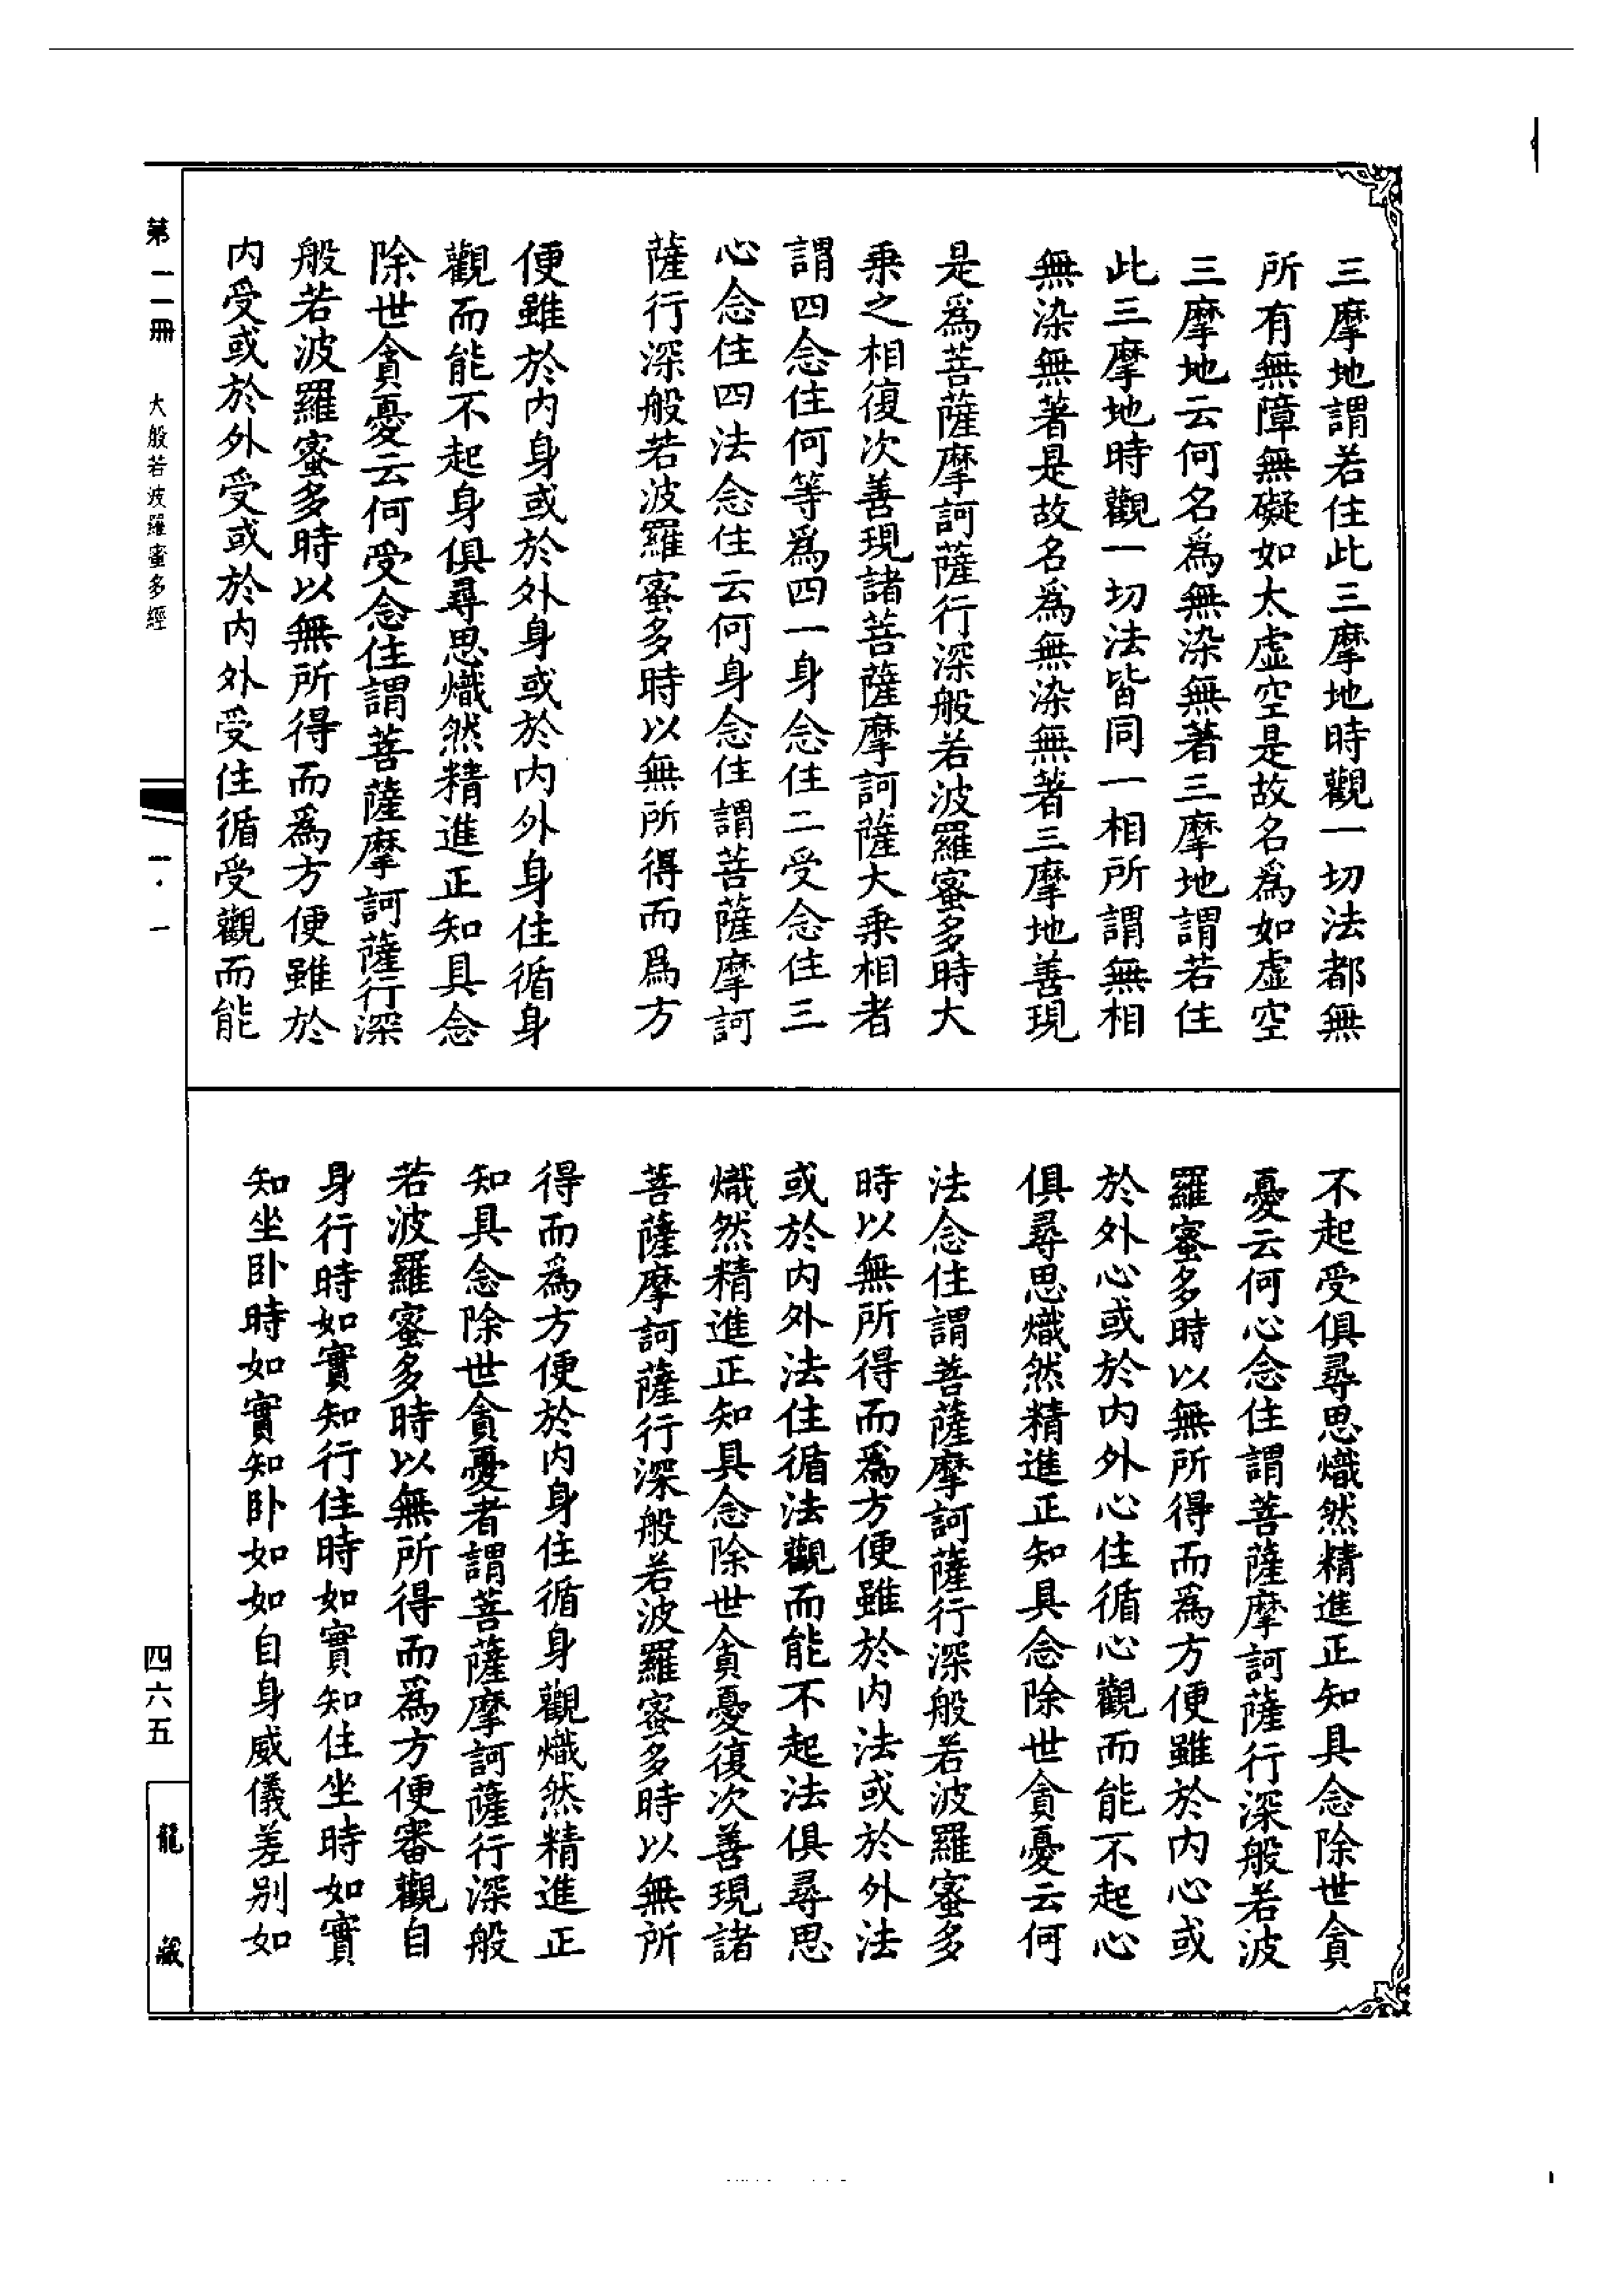 三摩地謂若住此三摩地時觀一切法都無
所有無障無礙如太虛空是故名爲如虛空
三摩地云何名爲無染無著三摩地謂若住
此三摩地時觀一切法皆同一相所謂無相
無染無著是故名爲無染無著三摩地善現
是爲菩薩摩訶薩行深般若波羅蜜多時大
乘之相復次善現諸菩薩摩訶薩大乘相者
謂四念住何等爲四一身念住二受念住三
心念住四法念住云何身念住謂菩薩摩訶
薩行深般若波羅蜜多時以無所得而爲方
便雖於內身或於外身或於內外身住循身
觀而能不起身俱尋思熾然精進正知具念
除世貪憂云何受念住謂菩薩摩訶薩行深
般若波羅蜜多時以無所得而爲方便雖於
內受或於外受或於內外受住循受觀而能
不起受俱尋思熾然精進正知具念除世貪
憂云何心念住謂菩薩摩訶薩行深般若波
羅蜜多時以無所得而爲方便雖於內心或
於外心或於內外心住循心觀而能不起心
俱尋思熾然精進正知具念除世貪憂云何
法念住謂菩薩摩訶薩行深般若波羅蜜多
時以無所得而爲方便雖於內法或於外法
或於內外法住循法觀而能不起法俱尋思
熾然精進正知具念除世貪憂復次善現諸
菩薩摩訶薩行深般若波羅蜜多時以無所
得而爲方便於內身住循身觀熾然精進正
知具念除世貪憂者謂菩薩摩訶薩行深般
若波羅蜜多時以無所得而爲方便審觀自
身行時如實知行住時如實知住坐時如實
知坐臥時如實知臥如如自身威儀差別如
第二冊 大般若波羅蜜多經 四六五 龍藏